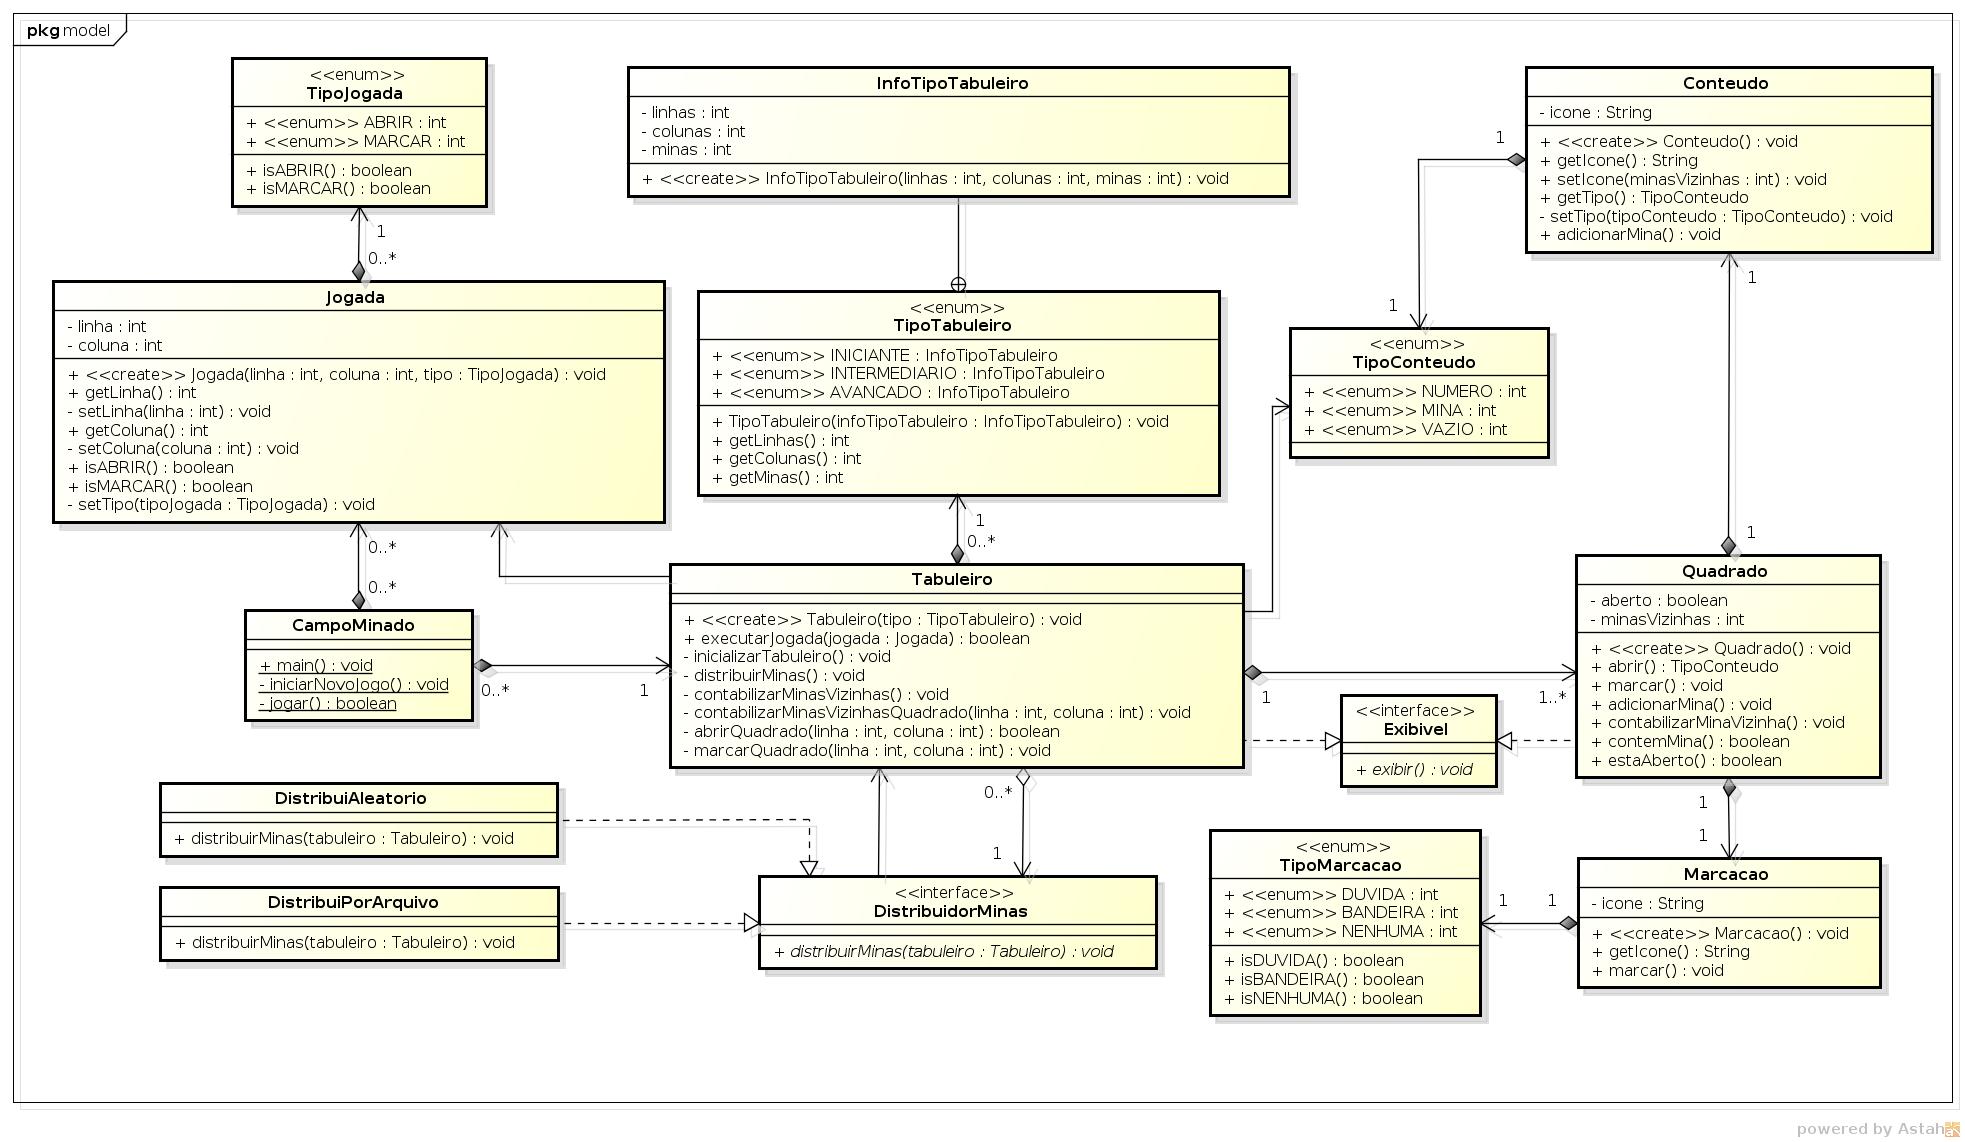 pkg model
<<enum>>
TipoJogada
+ <<enum>> ABRIR : int
+ <<enum>> MARCAR : int
+ isABRIR() : boolean
+ isMARCAR() : boolean
1
0..*
InfoTipoTabuleiro
- linhas : int
- colunas : int
- minas : int
+ <<create>> InfoTipoTabuleiro(linhas : int, colunas : int, minas : int) : void
Conteudo
- icone : String
+ <<create>> Conteudo() : void
+ getIcone() : String
+ setIcone(minasVizinhas : int) : void
+ getTipo() : TipoConteudo
- setTipo(tipoConteudo : TipoConteudo) : void
+ adicionarMina() : void
1
1
1
Jogada
- linha : int
- coluna : int
+ <<create>> Jogada(linha : int, coluna : int, tipo : TipoJogada) : void
+ getLinha() : int
- setLinha(linha : int) : void
+ getColuna() : int
- setColuna(coluna : int) : void
+ isABRIR() : boolean
+ isMARCAR() : boolean
- setTipo(tipoJogada : TipoJogada) : void
0..*
0..*
<<enum>>
TipoTabuleiro
+ <<enum>> INICIANTE : InfoTipoTabuleiro
+ <<enum>> INTERMEDIARIO : InfoTipoTabuleiro
+ <<enum>> AVANCADO : InfoTipoTabuleiro
+ TipoTabuleiro(infoTipoTabuleiro : InfoTipoTabuleiro) : void
+ getLinhas() : int
+ getColunas() : int
+ getMinas() : int
1
0..*
<<enum>>
TipoConteudo
+ <<enum>> NUMERO : int
+ <<enum>> MINA : int
+ <<enum>> VAZIO : int
1
CampoMinado
+ main() : void
- iniciarNovoJogo() : void
- jogar() : boolean
0..*
1
Tabuleiro
+ <<create>> Tabuleiro(tipo : TipoTabuleiro) : void
+ executarJogada(jogada : Jogada) : boolean
- inicializarTabuleiro() : void
- distribuirMinas() : void
- contabilizarMinasVizinhas() : void
- contabilizarMinasVizinhasQuadrado(linha : int, coluna : int) : void
- abrirQuadrado(linha : int, coluna : int) : boolean
- marcarQuadrado(linha : int, coluna : int) : void
1
1..*
Quadrado
- aberto : boolean
- minasVizinhas : int
+ <<create>> Quadrado() : void
+ abrir() : TipoConteudo
+ marcar() : void
+ adicionarMina() : void
+ contabilizarMinaVizinha() : void
+ contemMina() : boolean
+ estaAberto() : boolean
<<interface>>
Exibivel
+ exibir() : void
0..*
1
1
1
DistribuiAleatorio
+ distribuirMinas(tabuleiro : Tabuleiro) : void
DistribuiPorArquivo
+ distribuirMinas(tabuleiro : Tabuleiro) : void
<<interface>>
DistribuidorMinas
+ distribuirMinas(tabuleiro : Tabuleiro) : void
<<enum>>
TipoMarcacao
+ <<enum>> DUVIDA : int
+ <<enum>> BANDEIRA : int
+ <<enum>> NENHUMA : int
+ isDUVIDA() : boolean
+ isBANDEIRA() : boolean
+ isNENHUMA() : boolean
1
1
Marcacao
- icone : String
+ <<create>> Marcacao() : void
+ getIcone() : String
+ marcar() : void
powered by Astah